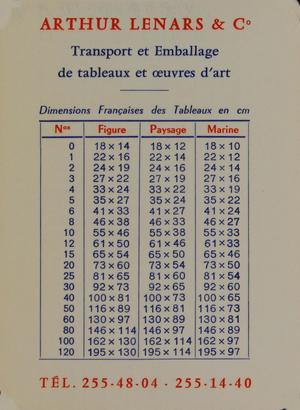 ARTHUR LENARS & Cº
Transport et Emballage
de tableaux et œuvres d'art
Dimensions Françaises des Tableaux en cm
Nos Figure Paysage Marine
0 18 x 14 18 x 12 18 x 10
1 22 x 16 22 x 14 22 x 12
2 24 x 19 24 x 16 24 x 14
3 27 x 22 27 x 19 27 x 16
4 33 x 24 33 x 22 33 x 19
5 35 x 27 35 x 24 35 x 22
6 41 x 33 41 x 27 41 x 24
8 46 x 38 46 x 33 46 x 27
10 55 x 46 55 x 38 55 x 33
12 61 x 50 61 x 46 61 x 33
15 65 x 54 65 x 50 65 x 46
20 73 x 60 73 x 54 73 x 50
25 81 x 65 81 x 60 81 x 54
30 92 x 73 92 x 65 92 x 60
40 100 x 81 100 x 73 100 x 65
50 116 x 89 116 x 81 116 x 73
60 130 x 97 130 x 89 130 x 81
80 146 x 114 146 x 97 146 x 89
100 162 x 130 162 x 114 162 x 97
120 195 x 130 195 x 114 195 x 97
TÉL. 255-48-04 - 255-14-40